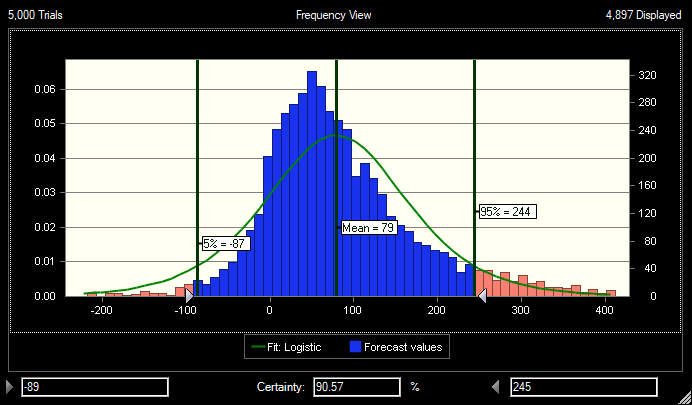 5,000 Trials Frequency View 4,897 Displayed
0.06
0.05
0.04
0.03
0.02
0.01
0.00
320
280
240
200
160
120
80
40
0
5% = -87
Mean = 79
95% = 244
-200 -100 0 100 200 300 400
Fit: Logistic Forecast values
-89 Certainty: 90.57 % 245